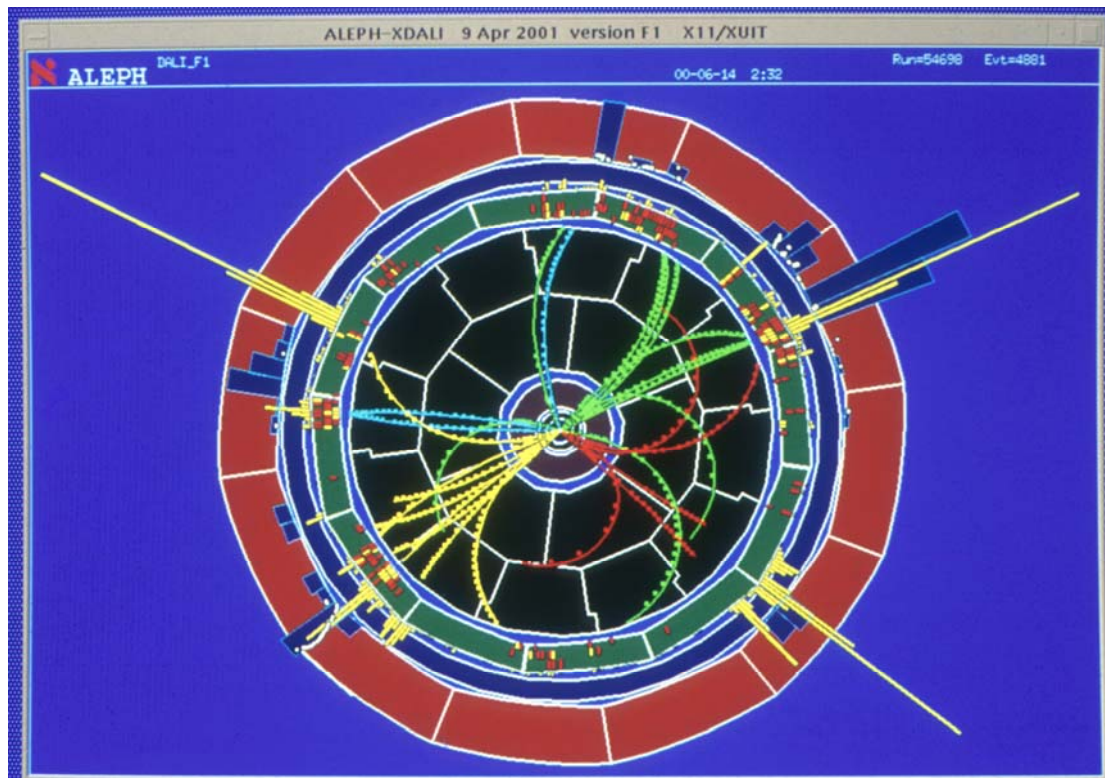 ALEPH-XDALI 9 Apr 2001 version F1 X11/XUIT
ALEPH DALI_F1 00-06-14 2:32 Run=54698 Evt=4881